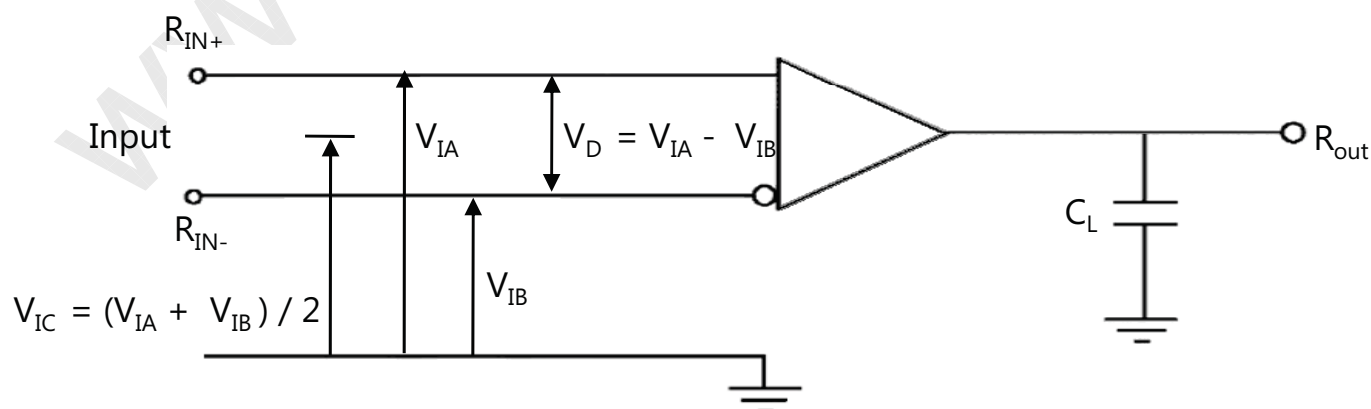 R_IN+
Input
V_IA
V_D = V_IA - V_IB
R_out
R_IN-
C_L
V_IB
V_IC = (V_IA + V_IB) / 2